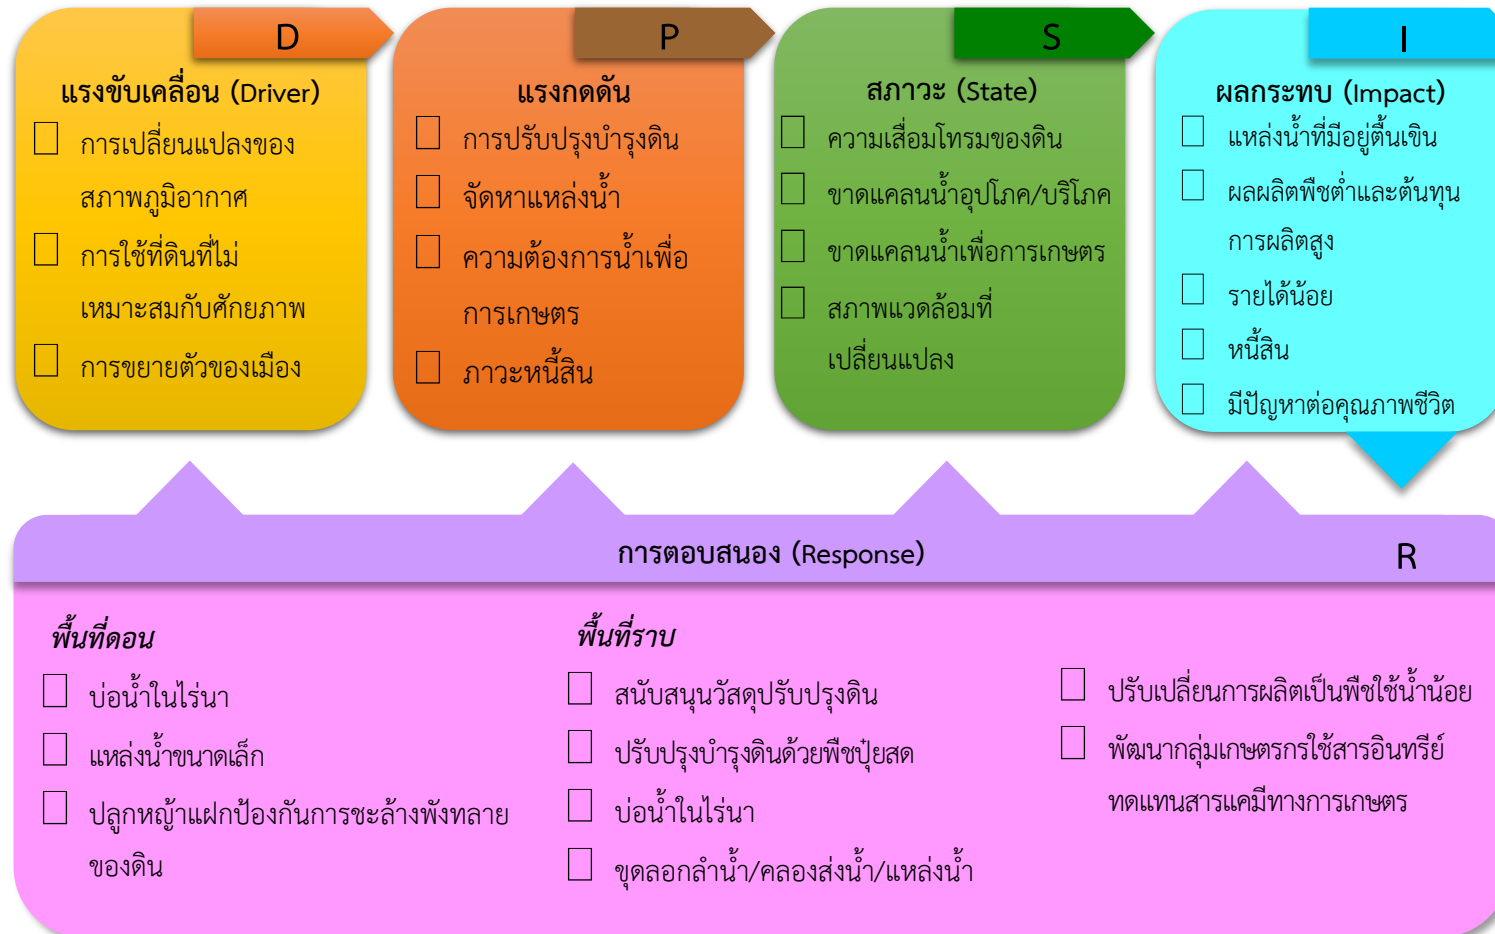 D
แรงขับเคลื่อน (Driver)
การเปลี่ยนแปลงของ
สภาพภูมิอากาศ
การใช้ที่ดินที่ไม่
เหมาะสมกับศักยภาพ
การขยายตัวของเมือง
P
แรงกดดัน
การปรับปรุงบำรุงดิน
จัดหาแหล่งน้ำ
ความต้องการน้ำเพื่อ
การเกษตร
ภาวะหนี้สิน
S
สภาวะ (State)
ความเสื่อมโทรมของดิน
ขาดแคลนน้ำอุปโภค/บริโภค
ขาดแคลนน้ำเพื่อการเกษตร
สภาพแวดล้อมที่
เปลี่ยนแปลง
I
ผลกระทบ (Impact)
แหล่งน้ำที่มีอยู่ตื้นเขิน
ผลผลิตพืชต่ำและต้นทุน
การผลิตสูง
รายได้น้อย
หนี้สิน
มีปัญหาต่อคุณภาพชีวิต
การตอบสนอง (Response)
R
พื้นที่ดอน
บ่อน้ำในไร่นา
แหล่งน้ำขนาดเล็ก
ปลูกหญ้าแฝกป้องกันการชะล้างพังทลาย
ของดิน
พื้นที่ราบ
สนับสนุนวัสดุปรับปรุงดิน
ปรับปรุงบำรุงดินด้วยพืชปุ๋ยสด
บ่อน้ำในไร่นา
ขุดลอกลำน้ำ/คลองส่งน้ำ/แหล่งน้ำ
ปรับเปลี่ยนการผลิตเป็นพืชใช้น้ำน้อย
พัฒนากลุ่มเกษตรกรใช้สารอินทรีย์
ทดแทนสารแคมีทางการเกษตร